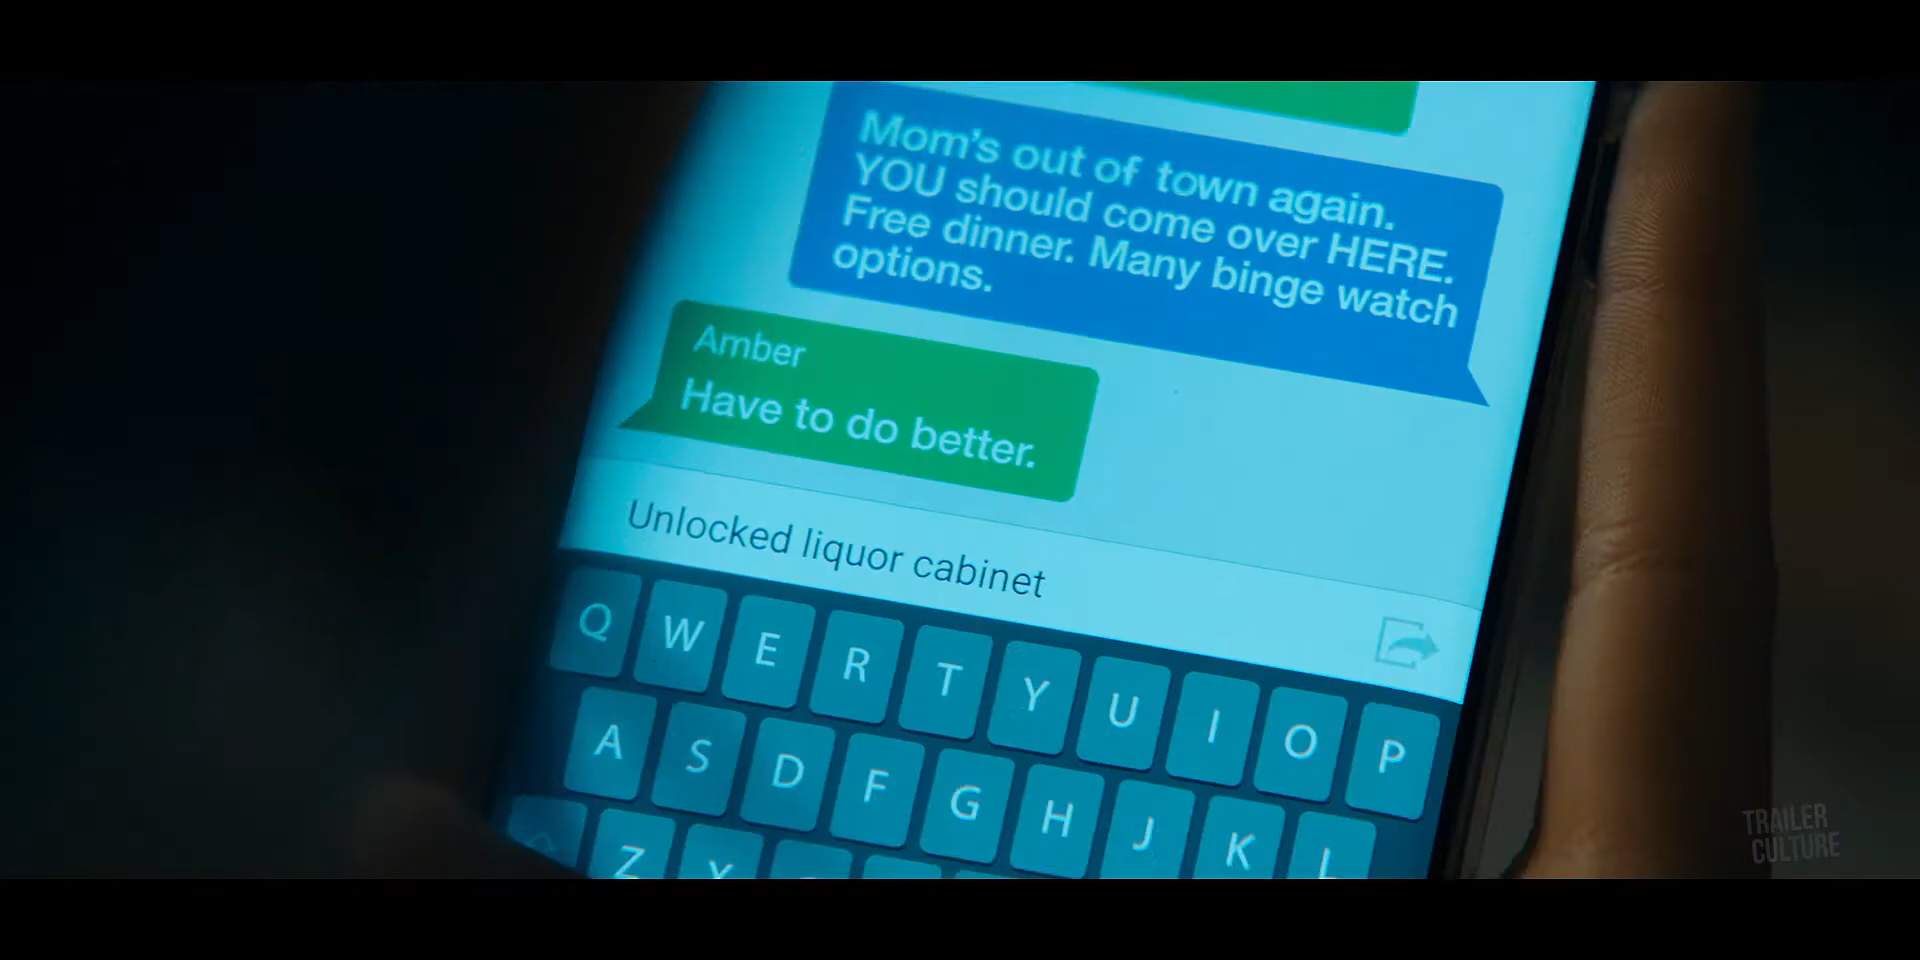 Mom's out of town again.
YOU should come over HERE.
Free dinner. Many binge watch
options.
Amber
Have to do better.
Unlocked liquor cabinet
Q W E R T Y U I O P
A S D F G H J K L
Z X
TRAILER
CULTURE